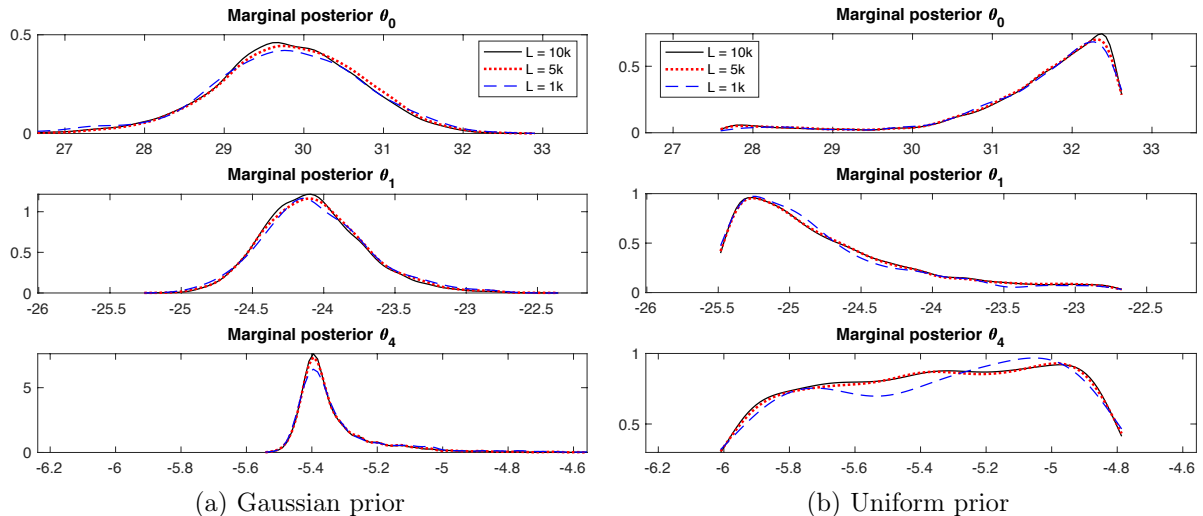 Marginal posterior θ₀
0.5
0
L = 10k
L = 5k
L = 1k
27 28 29 30 31 32 33
Marginal posterior θ₁
1
0.5
0
-26 -25.5 -25 -24.5 -24 -23.5 -23 -22.5
Marginal posterior θ₄
5
0
-6.2 -6 -5.8 -5.6 -5.4 -5.2 -5 -4.8 -4.6
(a) Gaussian prior
Marginal posterior θ₀
0.5
0
L = 10k
L = 5k
L = 1k
27 28 29 30 31 32 33
Marginal posterior θ₁
1
0.5
0
-26 -25.5 -25 -24.5 -24 -23.5 -23 -22.5
Marginal posterior θ₄
1
0.5
-6.2 -6 -5.8 -5.6 -5.4 -5.2 -5 -4.8 -4.6
(b) Uniform prior